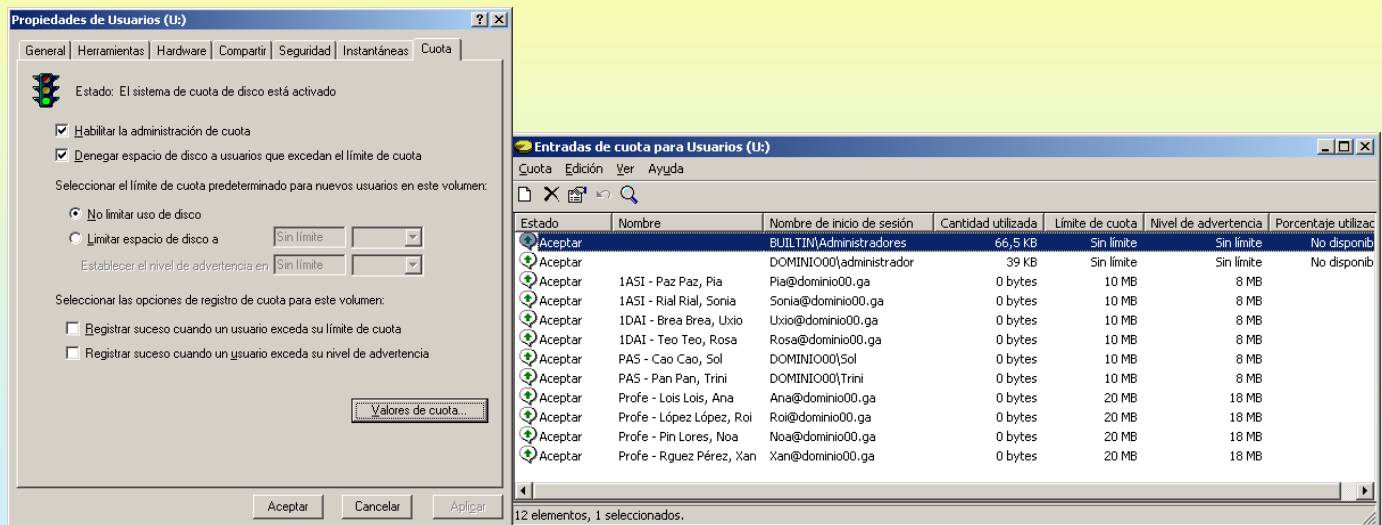 Propiedades de Usuarios (U:)
General Herramientas Hardware Compartir Seguridad Instantáneas Cuota
Estado: El sistema de cuota de disco está activado
Habilitar la administración de cuota
Denegar espacio de disco a usuarios que excedan el límite de cuota
Seleccionar el límite de cuota predeterminado para nuevos usuarios en este volumen:
No limitar uso de disco
Limitar espacio de disco a Sin límite
Establecer el nivel de advertencia en Sin límite
Seleccionar las opciones de registro de cuota para este volumen:
Registrar suceso cuando un usuario exceda su límite de cuota
Registrar suceso cuando un usuario exceda su nivel de advertencia
Valores de cuota...
Aceptar Cancelar Aplicar
Entradas de cuota para Usuarios (U:)
Cuota Edición Ver Ayuda
Estado Nombre Nombre de inicio de sesión Cantidad utilizada Límite de cuota Nivel de advertencia Porcentaje utilizac
Aceptar BUILTIN\Administradores 66,5 KB Sin límite Sin límite No disponib
Aceptar DOMINIO00\administrador 39 KB Sin límite Sin límite No disponib
Aceptar 1ASI - Paz Paz, Pia Pia@dominio00.ga 0 bytes 10 MB 8 MB
Aceptar 1ASI - Rial Rial, Sonia Sonia@dominio00.ga 0 bytes 10 MB 8 MB
Aceptar 1DAI - Brea Brea, Uxio Uxio@dominio00.ga 0 bytes 10 MB 8 MB
Aceptar 1DAI - Teo Teo, Rosa Rosa@dominio00.ga 0 bytes 10 MB 8 MB
Aceptar PAS - Cao Cao, Sol DOMINIO00\Sol 0 bytes 10 MB 8 MB
Aceptar PAS - Pan Pan, Trini DOMINIO00\Trini 0 bytes 10 MB 8 MB
Aceptar Profe - Lois Lois, Ana Ana@dominio00.ga 0 bytes 20 MB 18 MB
Aceptar Profe - López López, Roi Roi@dominio00.ga 0 bytes 20 MB 18 MB
Aceptar Profe - Pin Lores, Noa Noa@dominio00.ga 0 bytes 20 MB 18 MB
Aceptar Profe - Rguez Pérez, Xan Xan@dominio00.ga 0 bytes 20 MB 18 MB
12 elementos, 1 seleccionados.